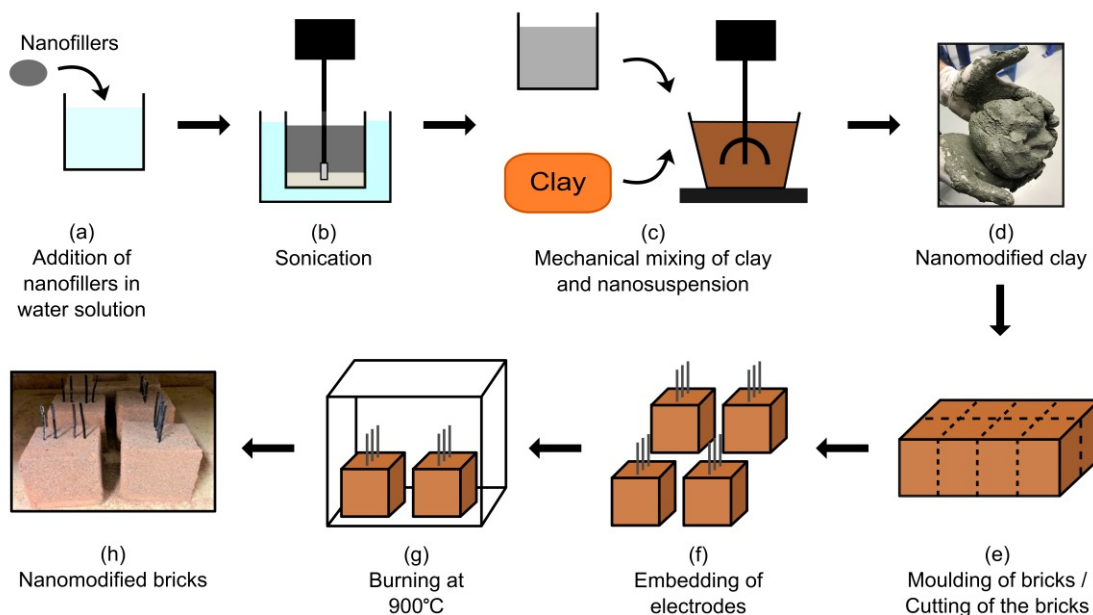 Nanofillers
Clay
(a)
Addition of
nanofillers in
water solution
(b)
Sonication
(c)
Mechanical mixing of clay
and nanosuspension
(d)
Nanomodified clay
(h)
Nanomodified bricks
(g)
Burning at
900°C
(f)
Embedding of
electrodes
(e)
Moulding of bricks /
Cutting of the bricks